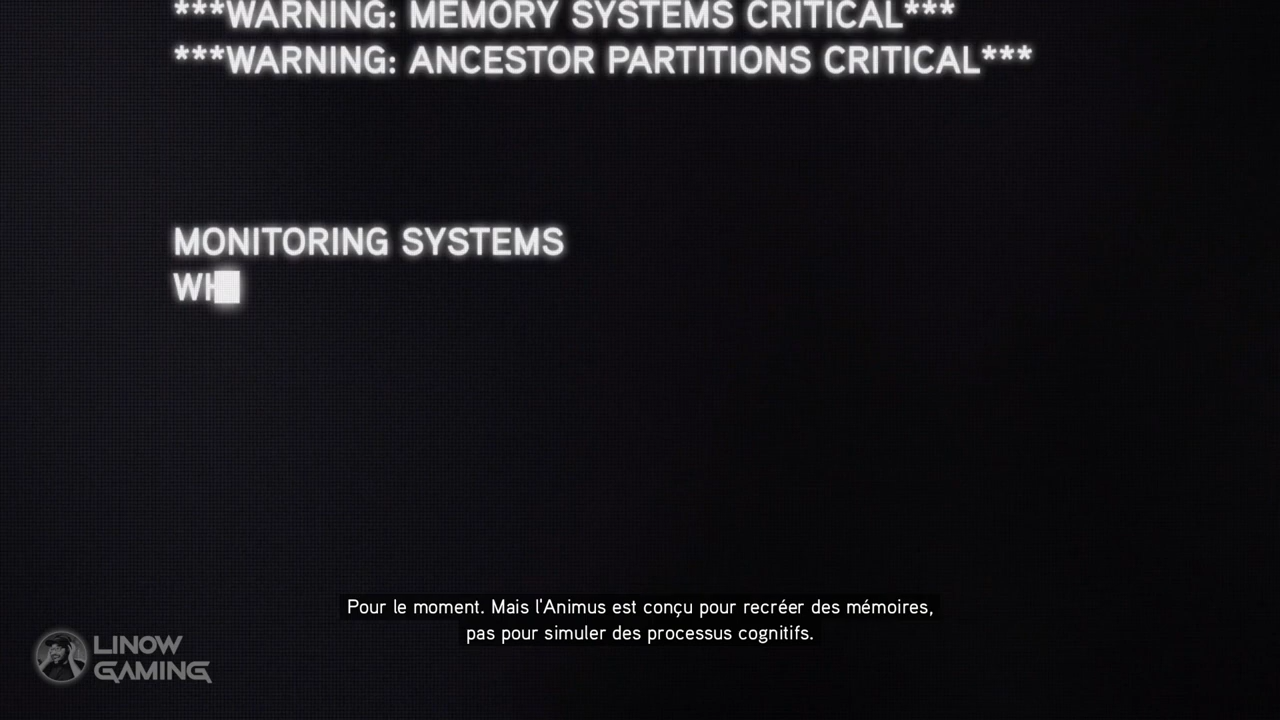 ***WARNING: MEMORY SYSTEMS CRITICAL***
***WARNING: ANCESTOR PARTITIONS CRITICAL***
MONITORING SYSTEMS
WH
Pour le moment. Mais l'Animus est conçu pour recréer des mémoires,
pas pour simuler des processus cognitifs.
LINOW
GAMING